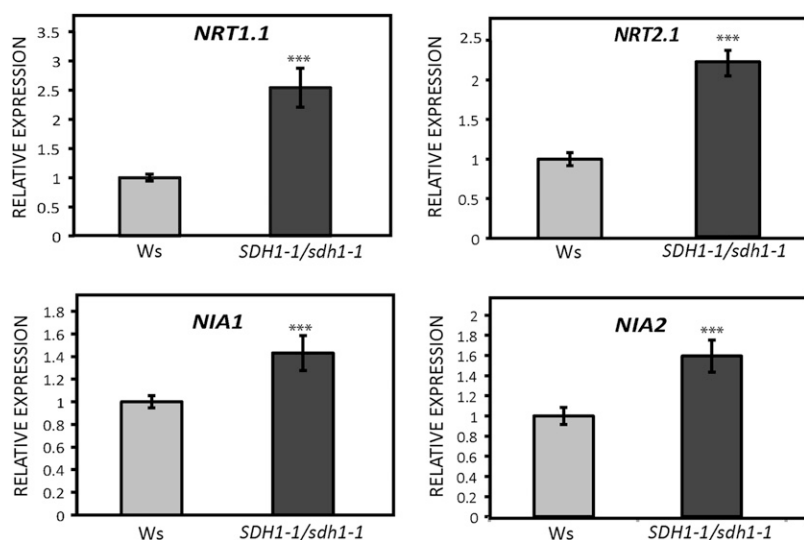 NRT1.1
RELATIVE EXPRESSION
3.5
3
2.5
2
1.5
1
0.5
0
***
Ws
SDH1-1/sdh1-1
NRT2.1
RELATIVE EXPRESSION
2.5
2
1.5
1
0.5
0
***
Ws
SDH1-1/sdh1-1
NIA1
RELATIVE EXPRESSION
1.8
1.6
1.4
1.2
1
0.8
0.6
0.4
0.2
0
***
Ws
SDH1-1/sdh1-1
NIA2
RELATIVE EXPRESSION
2
1.8
1.6
1.4
1.2
1
0.8
0.6
0.4
0.2
0
***
Ws
SDH1-1/sdh1-1